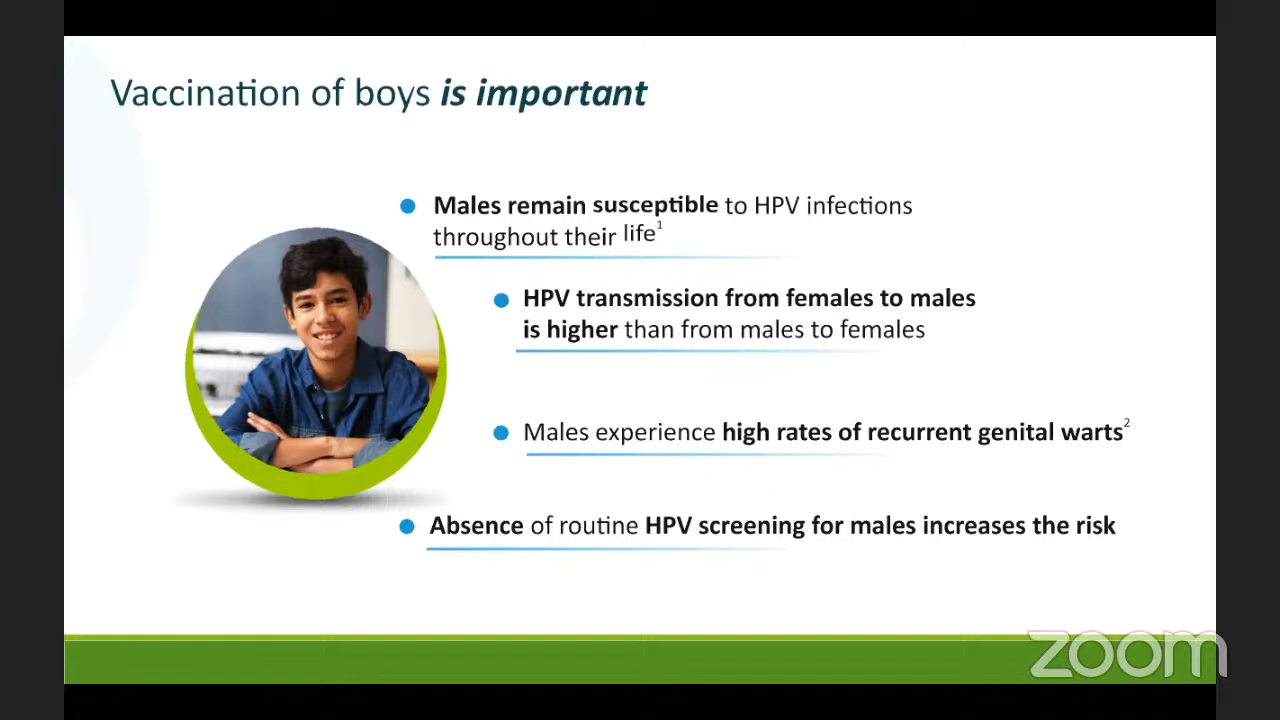 Vaccination of boys is important
Males remain susceptible to HPV infections
throughout their life¹
HPV transmission from females to males
is higher than from males to females
Males experience high rates of recurrent genital warts²
Absence of routine HPV screening for males increases the risk
zoom